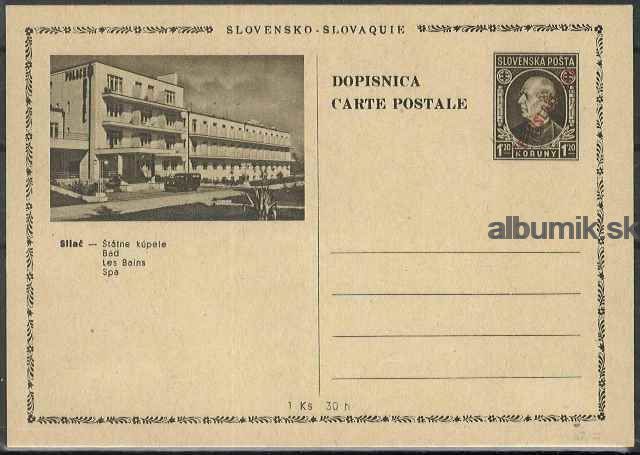 SLOVENSKO - SLOVAQUIE
PALACE
DOPISNICA
CARTE POSTALE
SLOVENSKÁ POŠTA
1 20 KORUNY 1 20
albumik.sk
Sliač — Štátne kúpele
Bad
Les Bains
Spa
1 Ks 30 h